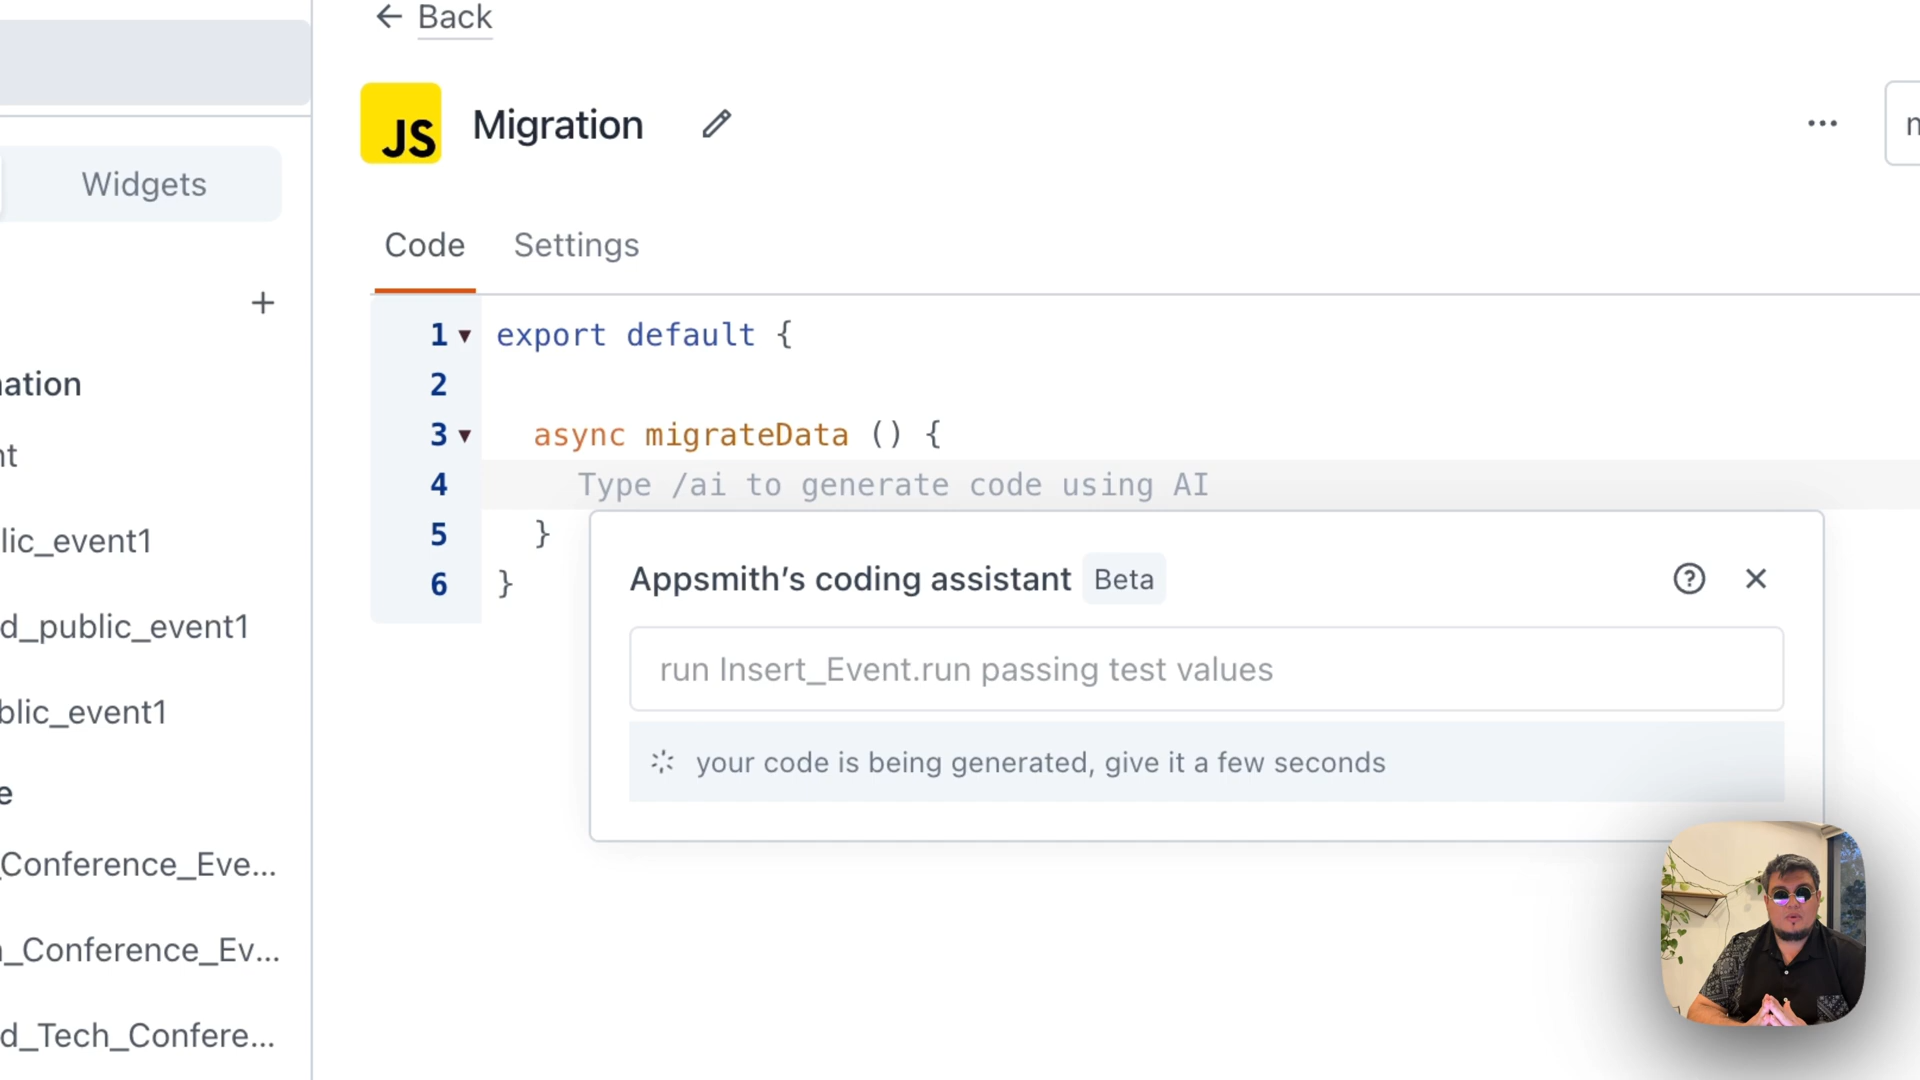 Back
JS
Migration
Widgets
Code
Settings
1 export default {
2
3 async migrateData () {
4 Type /ai to generate code using AI
5 }
6 }
Appsmith’s coding assistant Beta
run Insert_Event.run passing test values
your code is being generated, give it a few seconds
ation
nt
lic_event1
d_public_event1
blic_event1
e
_Conference_Eve...
_Conference_Ev...
d_Tech_Confere...